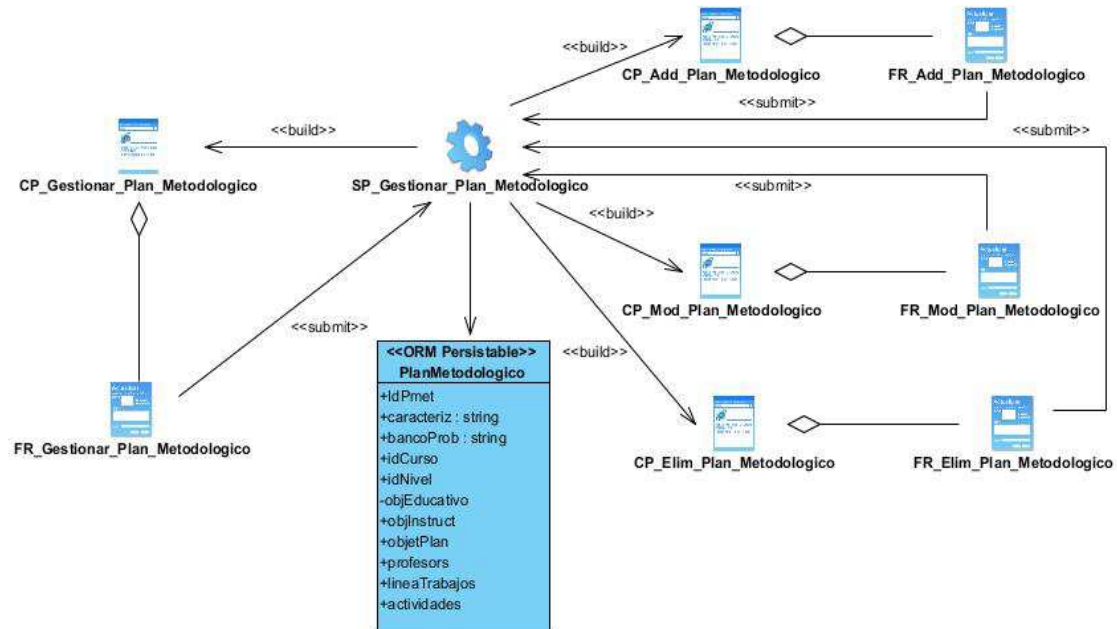 <<build>>
CP_Add_Plan_Metodologico
FR_Add_Plan_Metodologico
<<submit>>
<<build>>
<<submit>>
CP_Gestionar_Plan_Metodologico
SP_Gestionar_Plan_Metodologico
<<submit>>
<<build>>
CP_Mod_Plan_Metodologico
FR_Mod_Plan_Metodologico
<<submit>>
<<build>>
<<ORM Persistable>>
PlanMetodologico
+IdPmet
+caracteriz : string
+bancoProb : string
+idCurso
+idNivel
-objEducativo
+objInstruct
+objetPlan
+profesors
+lineaTrabajos
+actividades
FR_Gestionar_Plan_Metodologico
CP_Elim_Plan_Metodologico
FR_Elim_Plan_Metodologico